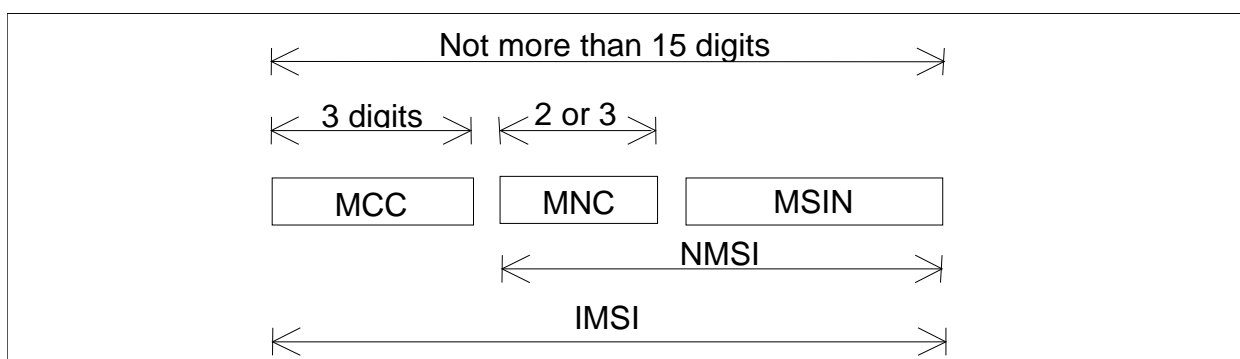 Not more than 15 digits
3 digits
2 or 3
MCC
MNC
MSIN
NMSI
IMSI